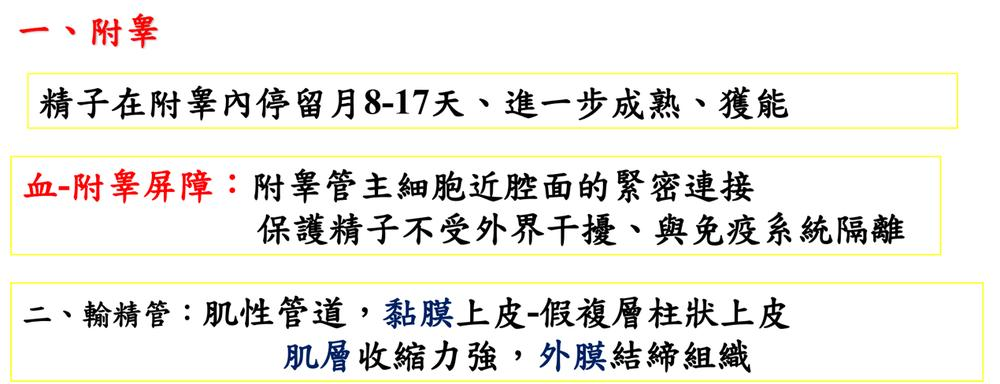 一、附睾
精子在附睾內停留月8-17天、進一步成熟、獲能
血-附睾屏障：附睾管主細胞近腔面的緊密連接
保護精子不受外界干擾、與免疫系統隔離
二、輸精管：肌性管道，黏膜上皮-假複層柱狀上皮
肌層收縮力強，外膜結締組織